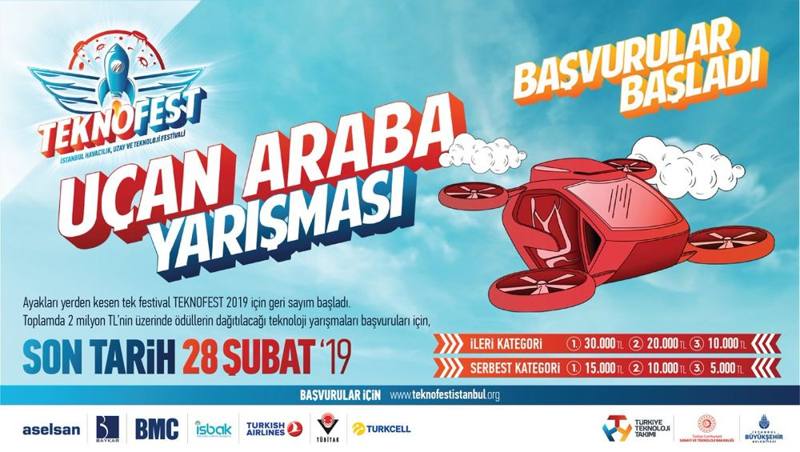 TEKNOFEST
İSTANBUL HAVACILIK, UZAY VE TEKNOLOJİ FESTİVALİ
BAŞVURULAR
BAŞLADI
UÇAN ARABA
YARIŞMASI
Ayakları yerden kesen tek festival TEKNOFEST 2019 için geri sayım başladı.
Toplamda 2 milyon TL'nin üzerinde ödüllerin dağıtılacağı teknoloji yarışmaları başvuruları için,
SON TARİH 28 ŞUBAT '19
İLERİ KATEGORİ 1. 30.000 TL 2. 20.000 TL 3. 10.000 TL
SERBEST KATEGORİ 1. 15.000 TL 2. 10.000 TL 3. 5.000 TL
BAŞVURULAR İÇİN www.teknofestistanbul.org
aselsan BAYKAR BMC isbak TURKISH AIRLINES TÜBİTAK TURKCELL
TÜRKİYE TEKNOLOJİ TAKIMI
SANAYİ VE TEKNOLOJİ BAKANLIĞI
İSTANBUL BÜYÜKŞEHİR BELEDİYESİ